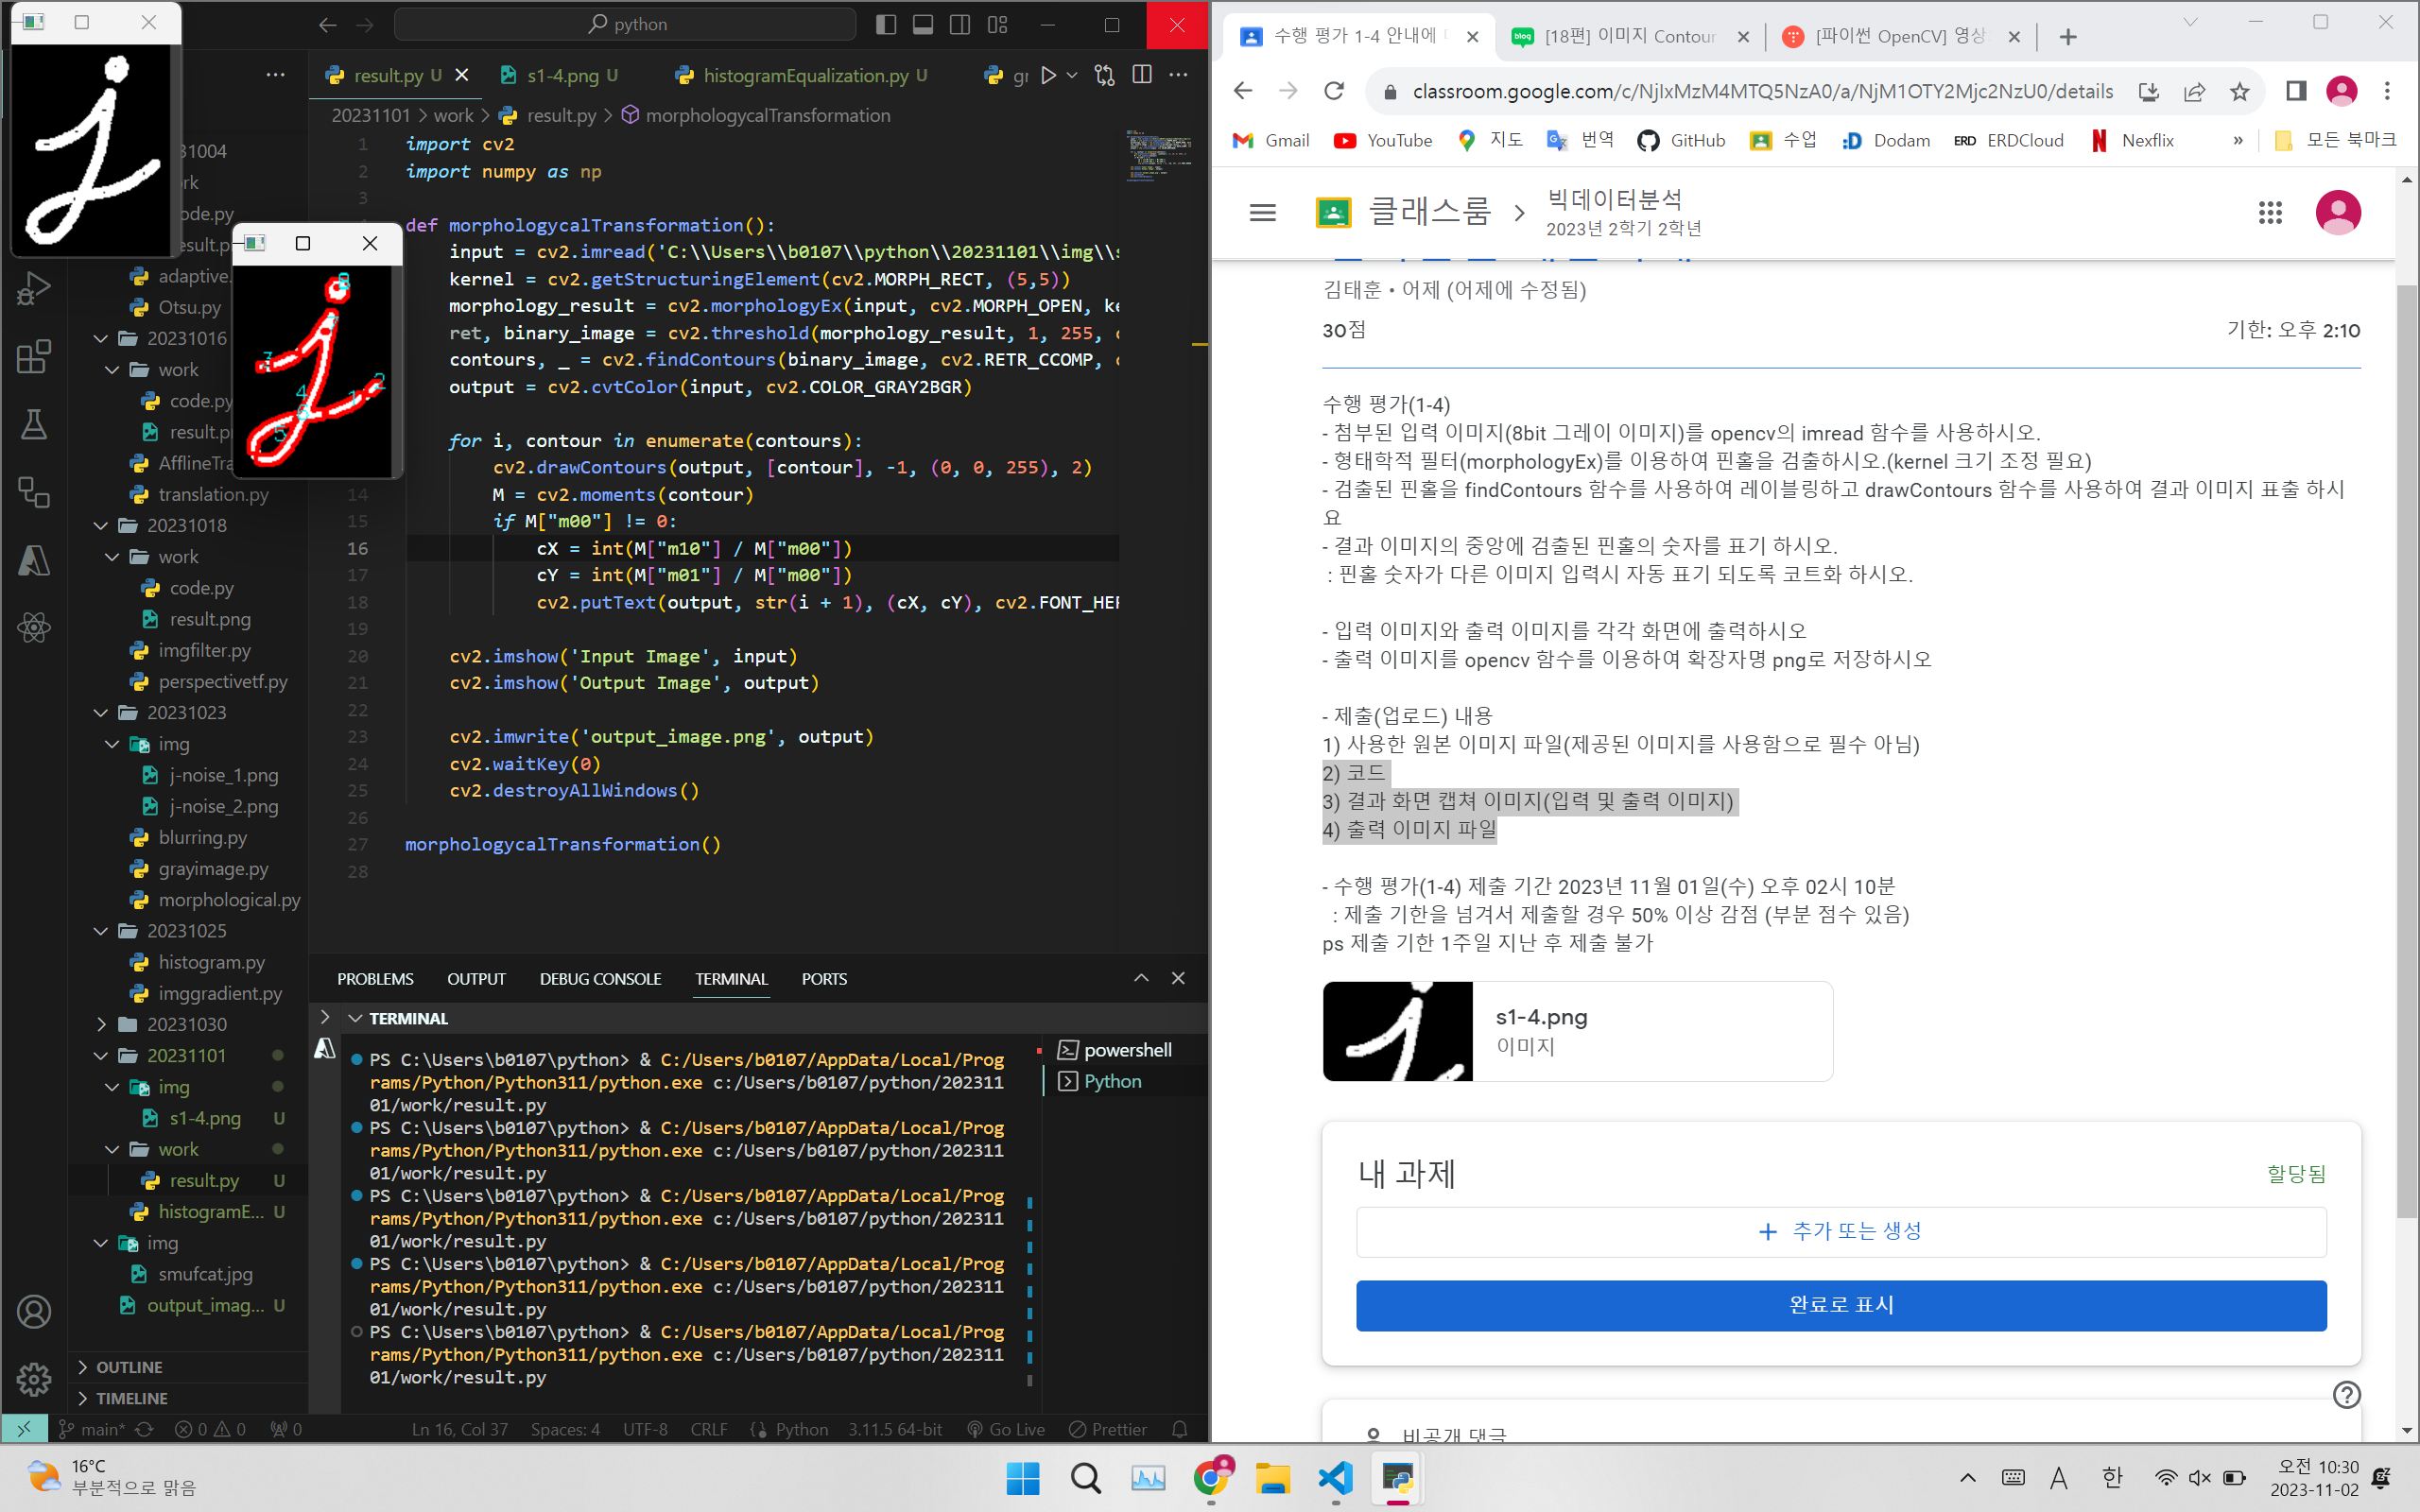 python
result.py U
s1-4.png U
histogramEqualization.py U
20231101 > work > result.py > morphologycalTransformation
1 import cv2
2 import numpy as np
3
def morphologycalTransformation():
input = cv2.imread('C:\\Users\\b0107\\python\\20231101\\img\\s
kernel = cv2.getStructuringElement(cv2.MORPH_RECT, (5,5))
morphology_result = cv2.morphologyEx(input, cv2.MORPH_OPEN, ke
ret, binary_image = cv2.threshold(morphology_result, 1, 255, c
contours, _ = cv2.findContours(binary_image, cv2.RETR_CCOMP, c
output = cv2.cvtColor(input, cv2.COLOR_GRAY2BGR)
for i, contour in enumerate(contours):
cv2.drawContours(output, [contour], -1, (0, 0, 255), 2)
14 M = cv2.moments(contour)
15 if M["m00"] != 0:
16 cX = int(M["m10"] / M["m00"])
17 cY = int(M["m01"] / M["m00"])
18 cv2.putText(output, str(i + 1), (cX, cY), cv2.FONT_HER
19
20 cv2.imshow('Input Image', input)
21 cv2.imshow('Output Image', output)
22
23 cv2.imwrite('output_image.png', output)
24 cv2.waitKey(0)
25 cv2.destroyAllWindows()
26
27 morphologycalTransformation()
28
adaptive.
Otsu.py
20231016
work
code.py
AfflineTra
translation.py
20231018
work
code.py
result.png
imgfilter.py
perspectivetf.py
20231023
img
j-noise_1.png
j-noise_2.png
blurring.py
grayimage.py
morphological.py
20231025
histogram.py
imggradient.py
20231030
20231101
img
s1-4.png U
work
result.py U
histogramE... U
img
smufcat.jpg
output_imag... U
OUTLINE
TIMELINE
3
4
2
1
5
PROBLEMS OUTPUT DEBUG CONSOLE TERMINAL PORTS
TERMINAL
powershell
Python
PS C:\Users\b0107\python> & C:/Users/b0107/AppData/Local/Prog
rams/Python/Python311/python.exe c:/Users/b0107/python/202311
01/work/result.py
PS C:\Users\b0107\python> & C:/Users/b0107/AppData/Local/Prog
rams/Python/Python311/python.exe c:/Users/b0107/python/202311
01/work/result.py
PS C:\Users\b0107\python> & C:/Users/b0107/AppData/Local/Prog
rams/Python/Python311/python.exe c:/Users/b0107/python/202311
01/work/result.py
PS C:\Users\b0107\python> & C:/Users/b0107/AppData/Local/Prog
rams/Python/Python311/python.exe c:/Users/b0107/python/202311
01/work/result.py
PS C:\Users\b0107\python> & C:/Users/b0107/AppData/Local/Prog
rams/Python/Python311/python.exe c:/Users/b0107/python/202311
01/work/result.py
main* 0 0 0 Ln 16, Col 37 Spaces: 4 UTF-8 CRLF Python 3.11.5 64-bit Go Live Prettier
수행 평가 1-4 안내에
[18편] 이미지 Contour
[파이썬 OpenCV] 영상
classroom.google.com/c/NjIxMzM4MTQ5NzA0/a/NjM1OTY2Mjc2NzU0/details
Gmail YouTube 지도 번역 GitHub 수업 Dodam ERDCloud Nexflix » 모든 북마크
클래스룸 > 빅데이터분석
2023년 2학기 2학년
김태훈 • 어제 (어제에 수정됨)
30점 기한: 오후 2:10
수행 평가(1-4)
- 첨부된 입력 이미지(8bit 그레이 이미지)를 opencv의 imread 함수를 사용하시오.
- 형태학적 필터(morphologyEx)를 이용하여 핀홀을 검출하시오.(kernel 크기 조정 필요)
- 검출된 핀홀을 findContours 함수를 사용하여 레이블링하고 drawContours 함수를 사용하여 결과 이미지 표출 하시
요
- 결과 이미지의 중앙에 검출된 핀홀의 숫자를 표기 하시오.
: 핀홀 숫자가 다른 이미지 입력시 자동 표기 되도록 코트화 하시오.
- 입력 이미지와 출력 이미지를 각각 화면에 출력하시오
- 출력 이미지를 opencv 함수를 이용하여 확장자명 png로 저장하시오
- 제출(업로드) 내용
1) 사용한 원본 이미지 파일(제공된 이미지를 사용함으로 필수 아님)
2) 코드
3) 결과 화면 캡쳐 이미지(입력 및 출력 이미지)
4) 출력 이미지 파일
- 수행 평가(1-4) 제출 기간 2023년 11월 01일(수) 오후 02시 10분
: 제출 기한을 넘겨서 제출할 경우 50% 이상 감점 (부분 점수 있음)
ps 제출 기한 1주일 지난 후 제출 불가
s1-4.png
이미지
내 과제 할당됨
+ 추가 또는 생성
완료로 표시
비공개 댓글
16°C
부분적으로 맑음
A 한
오전 10:30
2023-11-02